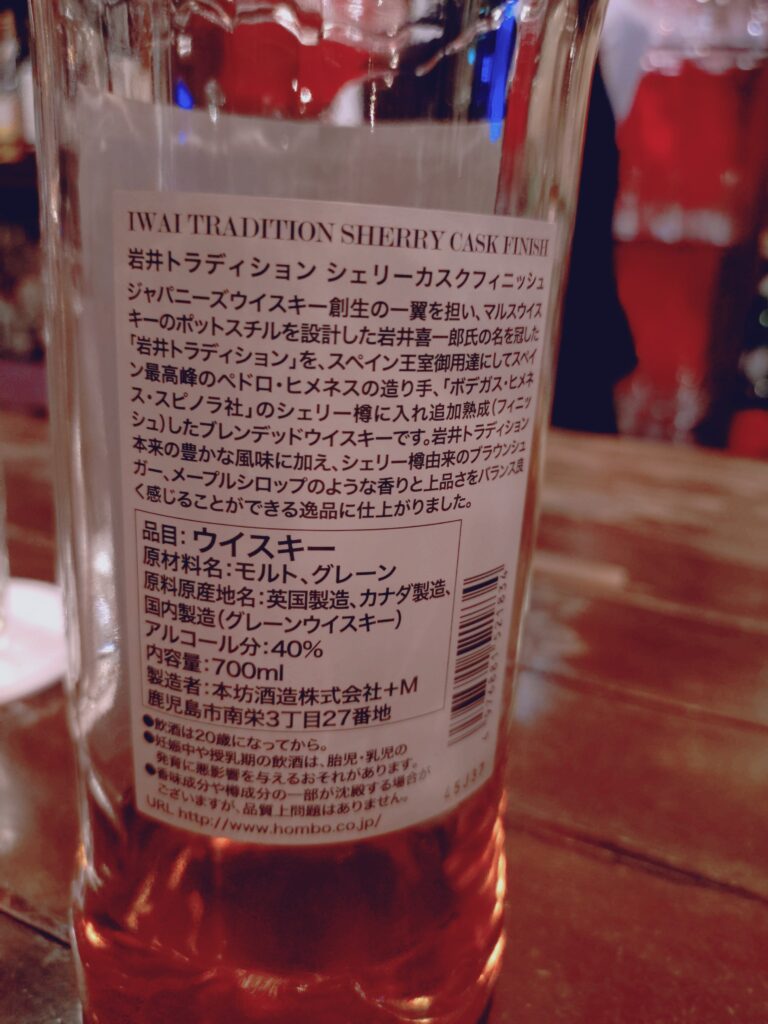 IWAI TRADITION SHERRY CASK FINISH
岩井トラディション シェリーカスクフィニッシュ
ジャパニーズウイスキー創生の一翼を担い、マルスウイス
キーのポットスチルを設計した岩井喜一郎氏の名を冠した
「岩井トラディション」を、スペイン王室御用達にしてスペイ
ン最高峰のペドロ・ヒメネスの造り手、「ボデガス・ヒメネ
ス・スピノラ社」のシェリー樽に入れ追加熟成(フィニッ
シュ)したブレンデッドウイスキーです。岩井トラディション
本来の豊かな風味に加え、シェリー樽由来のブラウンシュ
ガー、メープルシロップのような香りと上品さをバランス良
く感じることができる逸品に仕上がりました。
品目:ウイスキー
原材料名:モルト、グレーン
原料原産地名:英国製造、カナダ製造、
国内製造(グレーンウイスキー)
アルコール分:40%
内容量:700ml
製造者:本坊酒造株式会社+M
鹿児島市南栄3丁目27番地
●飲酒は20歳になってから。
●妊娠中や授乳期の飲酒は、胎児・乳児の
発育に悪影響を与えるおそれがあります。
●香味成分や樽成分の一部が沈殿する場合が
ございますが、品質上問題はありません。
URL http://www.hombo.co.jp/